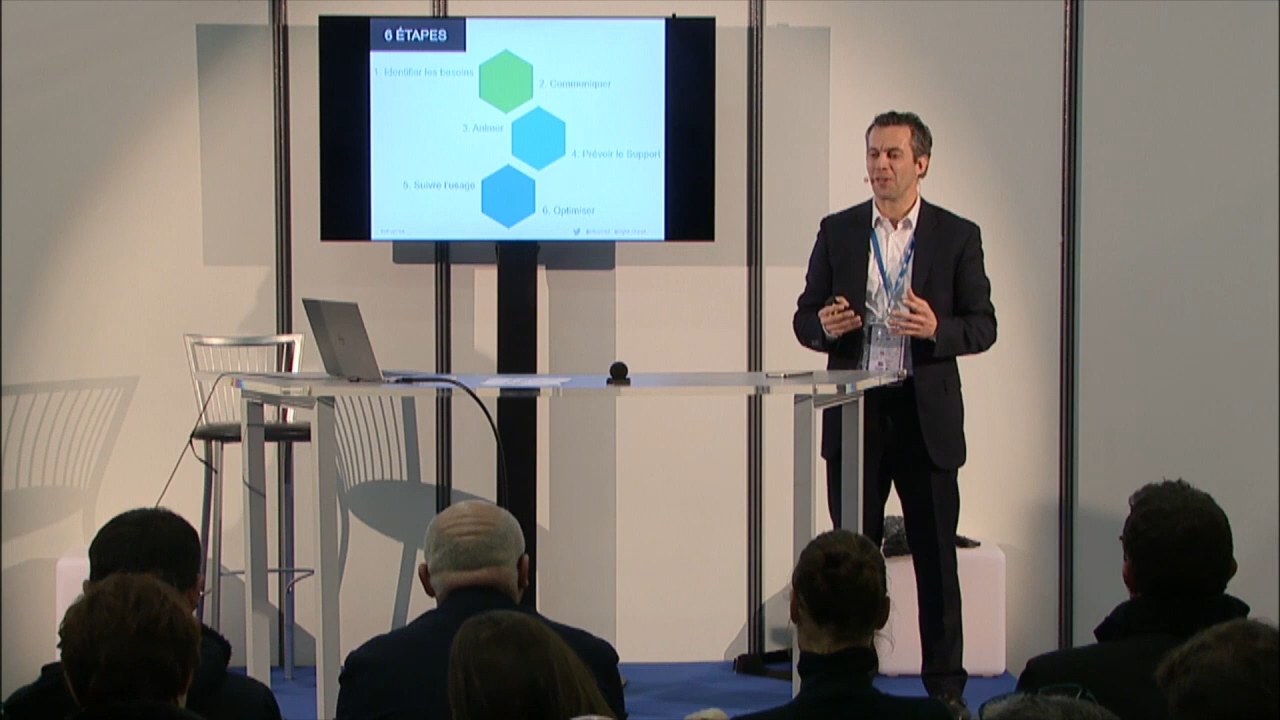 6 ÉTAPES
1. Identifier les besoins
2. Communiquer
3. Animer
4. Prévoir le Support
5. Suivre l'usage
6. Optimiser